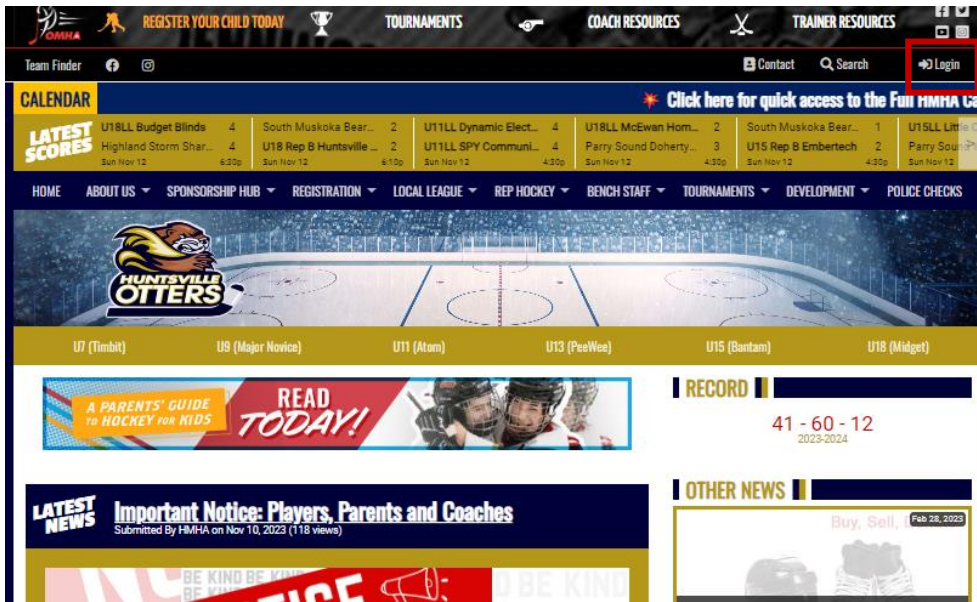 OMHA
REGISTER YOUR CHILD TODAY
TOURNAMENTS
COACH RESOURCES
TRAINER RESOURCES
Team Finder
Contact
Search
Login
CALENDAR
Click here for quick access to the Full HMHA Ca
LATEST SCORES
U18LL Budget Blinds 4
Highland Storm Shar... 4
Sun Nov 12 6:30p
South Muskoka Bear... 2
U18 Rep B Huntsville ... 2
Sun Nov 12 6:10p
U11LL Dynamic Elect... 4
U11LL SPY Communi... 4
Sun Nov 12 4:30p
U18LL McEwan Hom... 2
Parry Sound Doherty... 3
Sun Nov 12 4:30p
South Muskoka Bear... 1
U15 Rep B Embertech 2
Sun Nov 12 4:30p
U15LL Little
Parry Sound
Sun Nov 12
HOME
ABOUT US
SPONSORSHIP HUB
REGISTRATION
LOCAL LEAGUE
REP HOCKEY
BENCH STAFF
TOURNAMENTS
DEVELOPMENT
POLICE CHECKS
HUNTSVILLE
OTTERS
U7 (Timbit)
U9 (Major Novice)
U11 (Atom)
U13 (PeeWee)
U15 (Bantam)
U18 (Midget)
A PARENTS' GUIDE
TO HOCKEY FOR KIDS
READ
TODAY!
RECORD
41 - 60 - 12
2023-2024
LATEST NEWS
Important Notice: Players, Parents and Coaches
Submitted By HMHA on Nov 10, 2023 (118 views)
OTHER NEWS
Buy, Sell,
Feb 28, 2023
BE KIND BE KIND
BE KIND
NOTICE